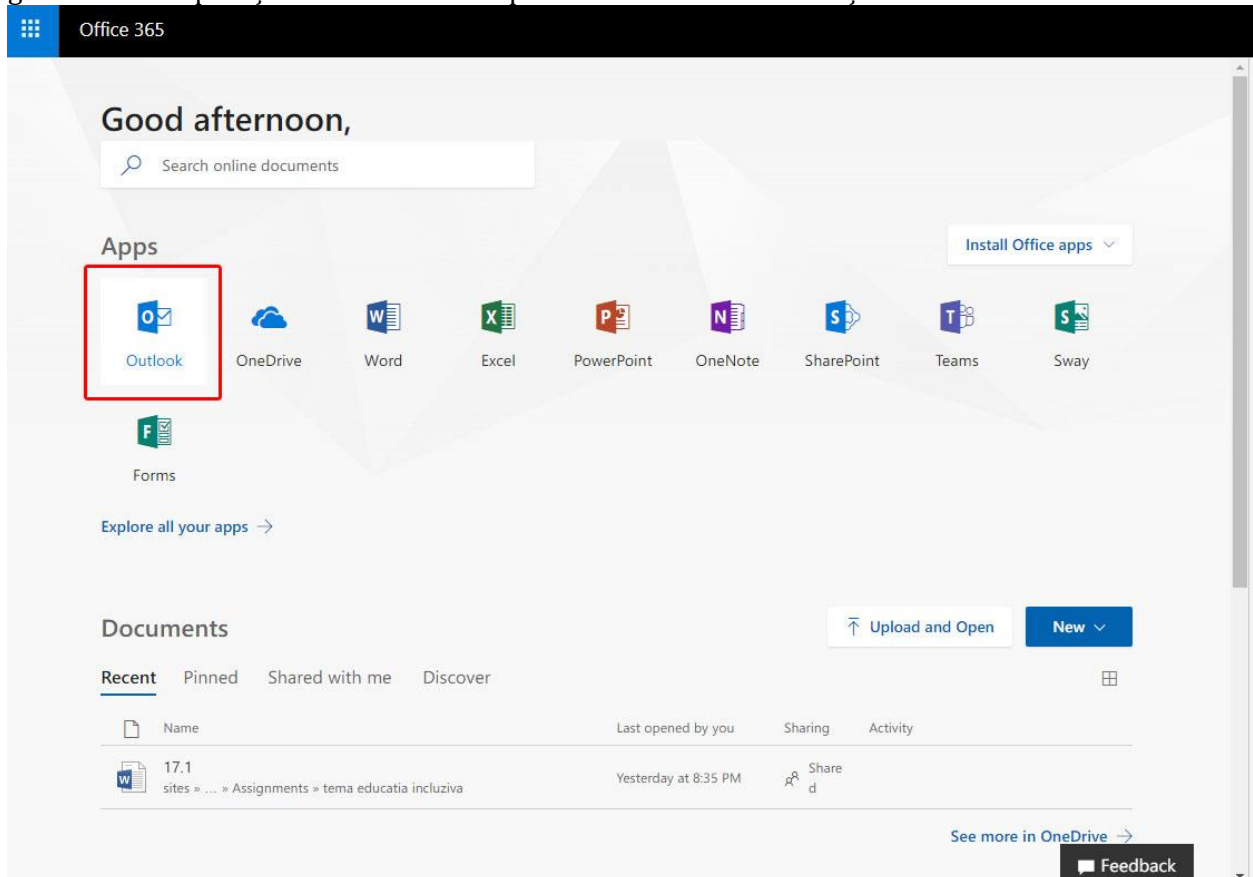 Office 365
Good afternoon,
Search online documents
Apps
Install Office apps
Outlook OneDrive Word Excel PowerPoint OneNote SharePoint Teams Sway
Forms
Explore all your apps →
Documents
Upload and Open New
Recent Pinned Shared with me Discover
Name Last opened by you Sharing Activity
17.1
sites » ... » Assignments » tema educatia incluziva
Yesterday at 8:35 PM
Share
d
See more in OneDrive →
Feedback